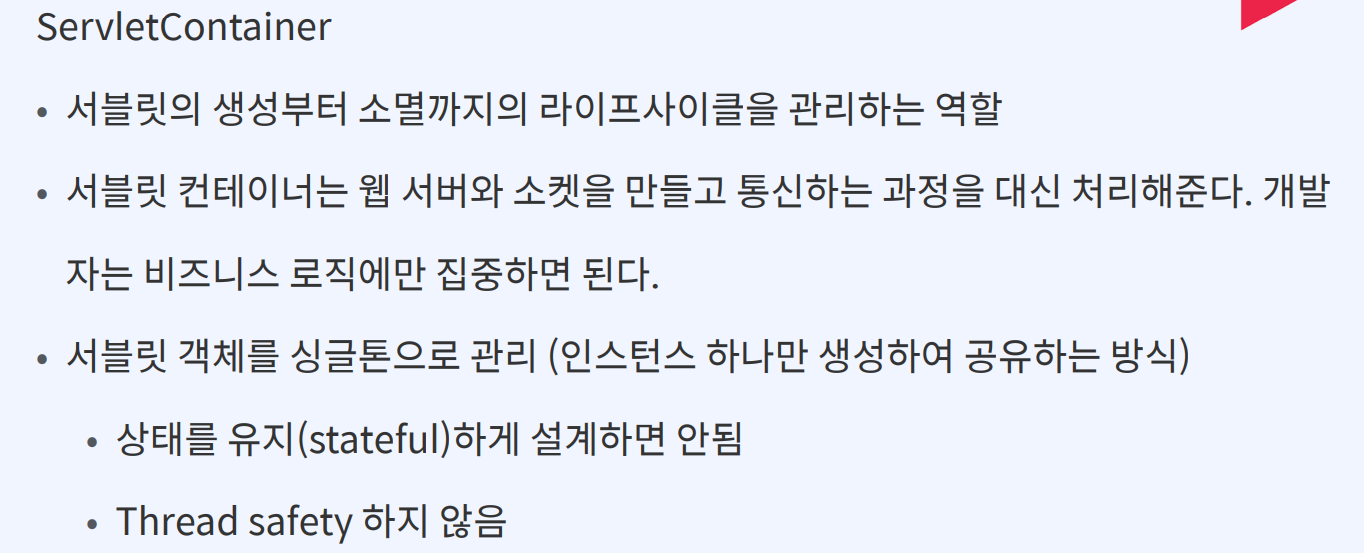 ServletContainer
• 서블릿의 생성부터 소멸까지의 라이프사이클을 관리하는 역할
• 서블릿 컨테이너는 웹 서버와 소켓을 만들고 통신하는 과정을 대신 처리해준다. 개발
자는 비즈니스 로직에만 집중하면 된다.
• 서블릿 객체를 싱글톤으로 관리 (인스턴스 하나만 생성하여 공유하는 방식)
• 상태를 유지(stateful)하게 설계하면 안됨
• Thread safety 하지 않음